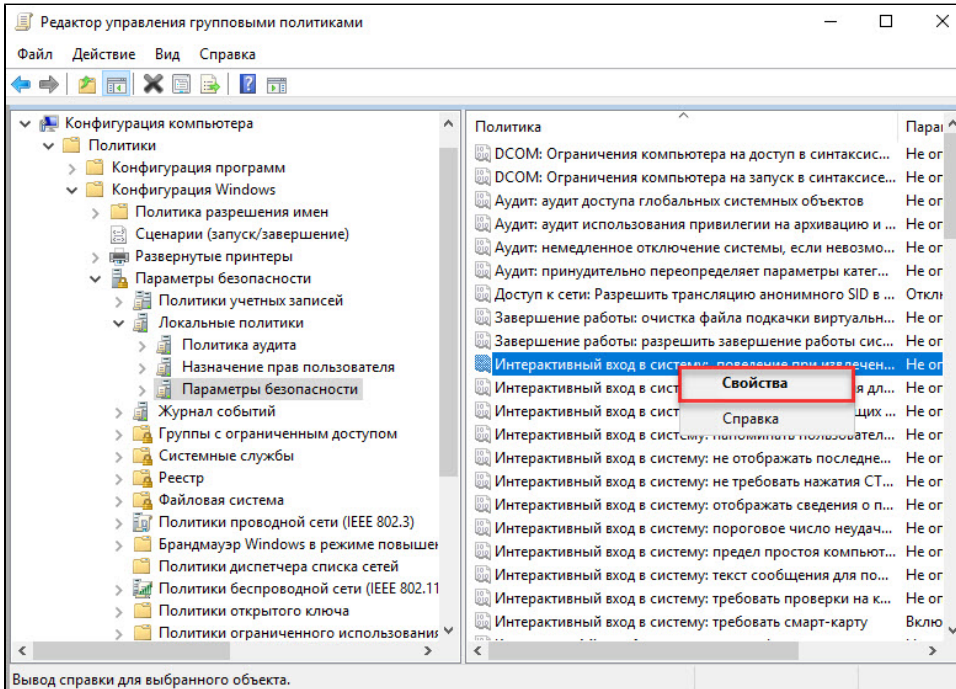 Редактор управления групповыми политиками
Файл Действие Вид Справка
Конфигурация компьютера
Политики
Конфигурация программ
Конфигурация Windows
Политика разрешения имен
Сценарии (запуск/завершение)
Развернутые принтеры
Параметры безопасности
Политики учетных записей
Локальные политики
Политика аудита
Назначение прав пользователя
Параметры безопасности
Журнал событий
Группы с ограниченным доступом
Системные службы
Реестр
Файловая система
Политики проводной сети (IEEE 802.3)
Брандмауэр Windows в режиме повышен
Политики диспетчера списка сетей
Политики беспроводной сети (IEEE 802.11
Политики открытого ключа
Политики ограниченного использования
Политика Парам
DCOM: Ограничения компьютера на доступ в синтаксис... Не ог
DCOM: Ограничения компьютера на запуск в синтаксисе... Не ог
Аудит: аудит доступа глобальных системных объектов Не ог
Аудит: аудит использования привилегии на архивацию и ... Не ог
Аудит: немедленное отключение системы, если невозмо... Не ог
Аудит: принудительно переопределяет параметры катег... Не ог
Доступ к сети: Разрешить трансляцию анонимного SID в ... Откл
Завершение работы: очистка файла подкачки виртуальн... Не ог
Завершение работы: разрешить завершение работы сис... Не ог
Интерактивный вход в систему: поведение при извлечен... Не ог
Интерактивный вход в сист я дл... Не ог
Интерактивный вход в сист щих ... Не ог
Интерактивный вход в систему: напоминать пользовател... Не ог
Интерактивный вход в систему: не отображать последне... Не ог
Интерактивный вход в систему: не требовать нажатия CT... Не ог
Интерактивный вход в систему: отображать сведения о п... Не ог
Интерактивный вход в систему: пороговое число неудач... Не ог
Интерактивный вход в систему: предел простоя компьют... Не ог
Интерактивный вход в систему: текст сообщения для по... Не ог
Интерактивный вход в систему: требовать проверки на к... Не ог
Интерактивный вход в систему: требовать смарт-карту Вклю
Свойства
Справка
Вывод справки для выбранного объекта.